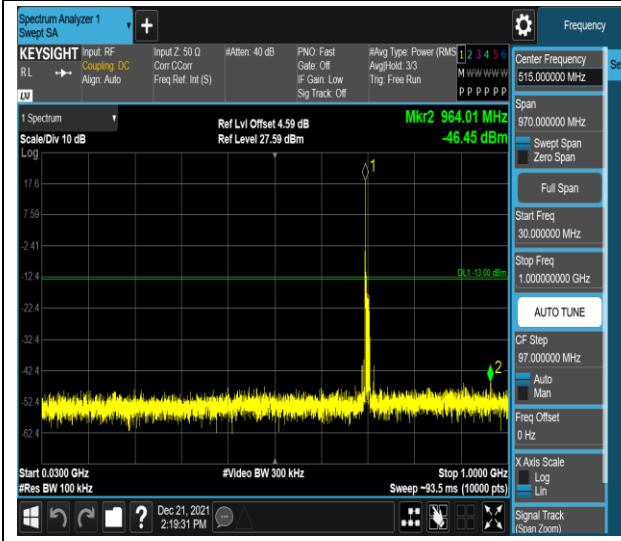 Spectrum Analyzer 1
Swept SA
Frequency
KEYSIGHT
RL
LXI
Input: RF
Coupling: DC
Align: Auto
Input Z: 50 Ω
Corr CCorr
Freq Ref: Int (S)
#Atten: 40 dB
PNO: Fast
Gate: Off
IF Gain: Low
Sig Track: Off
#Avg Type: Power (RMS
Avg|Hold: 3/3
Trig: Free Run
1 2 3 4 5 6
M W W W W W
P P P P P P
1 Spectrum
Scale/Div 10 dB
Log
Ref Lvl Offset 4.59 dB
Ref Level 27.59 dBm
Mkr2 964.01 MHz
-46.45 dBm
17.6
7.59
-2.41
-12.4
-22.4
-32.4
-42.4
-52.4
-62.4
1
DL1 -13.00 dBm
2
Start 0.0300 GHz
#Res BW 100 kHz
#Video BW 300 kHz
Stop 1.0000 GHz
Sweep ~93.5 ms (10000 pts)
Dec 21, 2021
2:19:31 PM
Center Frequency
515.000000 MHz
Se
Span
970.000000 MHz
Swept Span
Zero Span
Full Span
Start Freq
30.000000 MHz
Stop Freq
1.000000000 GHz
AUTO TUNE
CF Step
97.000000 MHz
Auto
Man
Freq Offset
0 Hz
X Axis Scale
Log
Lin
Signal Track
(Span Zoom)